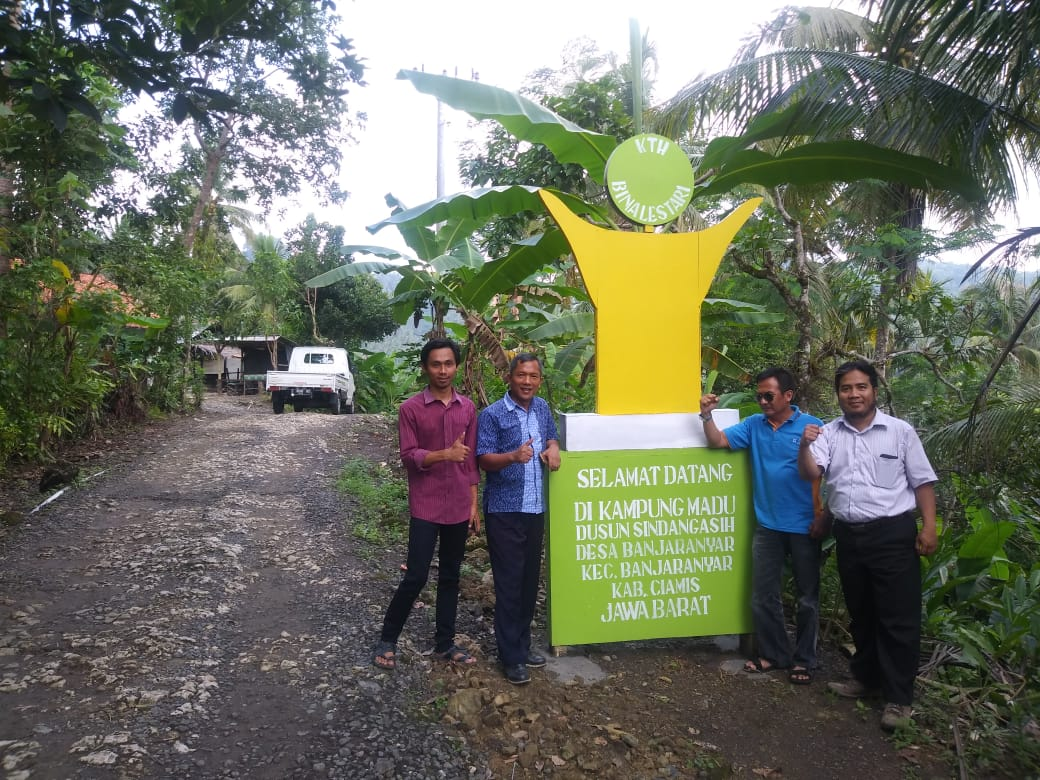 KTH
BINALESTARI
SELAMAT DATANG
DI KAMPUNG MADU
DUSUN SINDANGASIH
DESA BANJARANYAR
KEC. BANJARANYAR
KAB. CIAMIS
JAWA BARAT